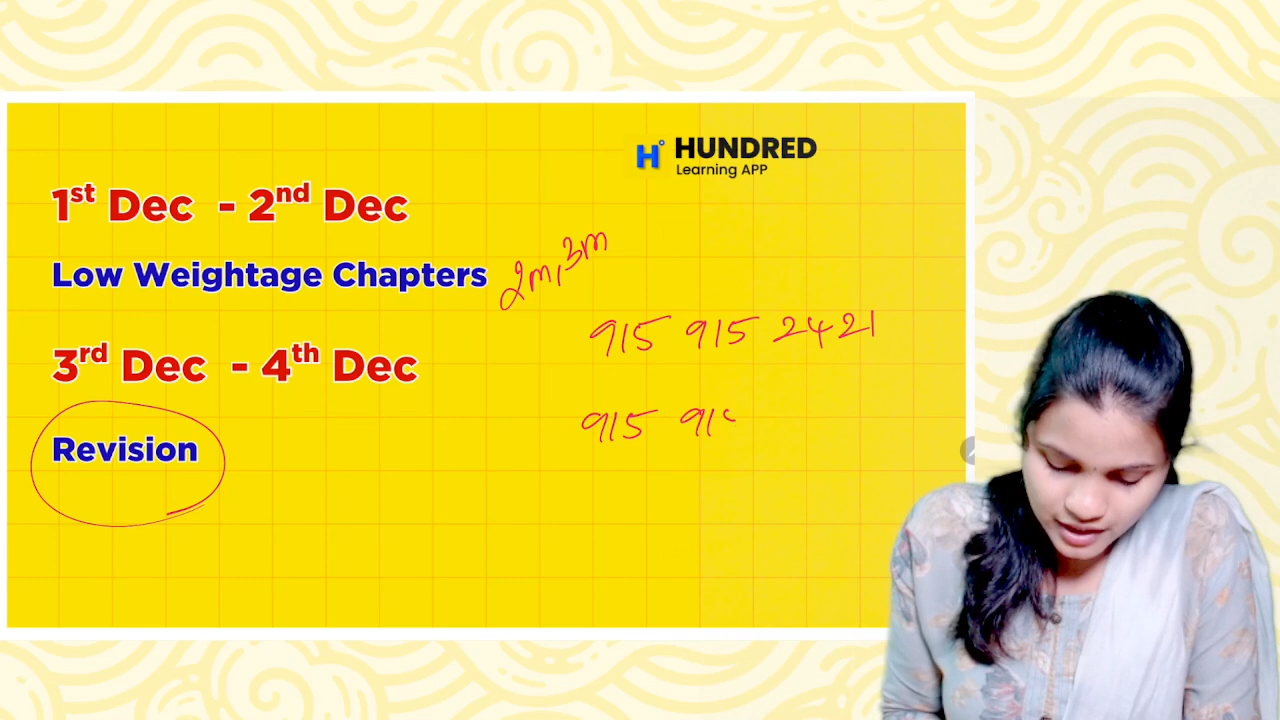 HUNDRED
Learning APP
1st Dec - 2nd Dec
Low Weightage Chapters
2m, 3m
915 915 2421
3rd Dec - 4th Dec
915 91
Revision